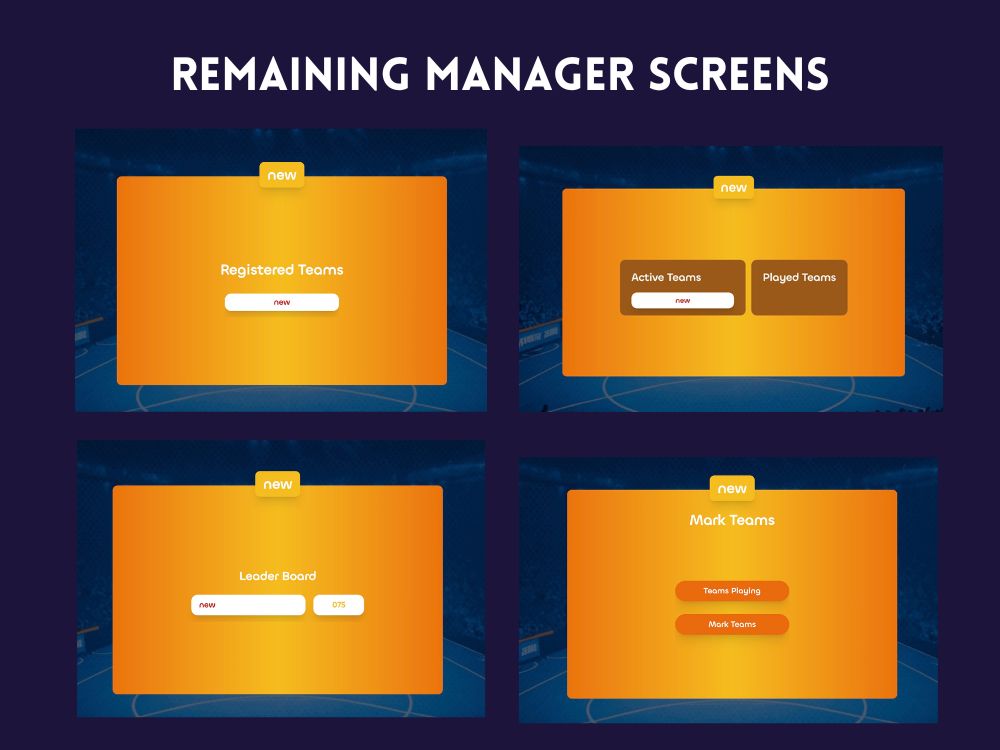 REMAINING MANAGER SCREENS
new
Registered Teams
new
new
Active Teams
Played Teams
new
new
Leader Board
new
075
new
Mark Teams
Teams Playing
Mark Teams